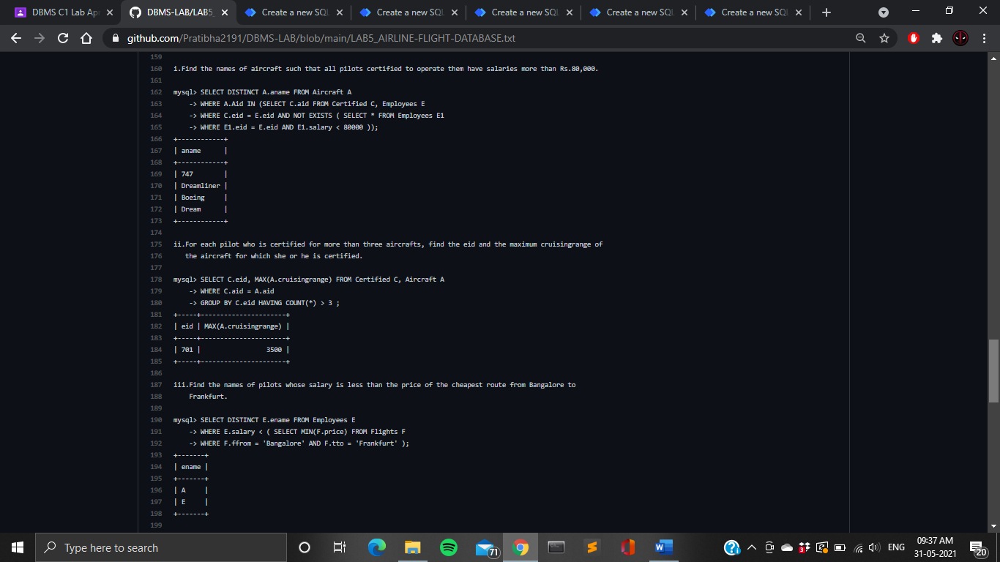 DBMS C1 Lab Ap
DBMS-LAB/LAB5_
Create a new SQL
Create a new SQL
Create a new SQL
Create a new SQL
Create a new SQL
github.com/Pratibha2191/DBMS-LAB/blob/main/LAB5_AIRLINE-FLIGHT-DATABASE.txt
159
160 i.Find the names of aircraft such that all pilots certified to operate them have salaries more than Rs.80,000.
161
162 mysql> SELECT DISTINCT A.aname FROM Aircraft A
163 -> WHERE A.Aid IN (SELECT C.aid FROM Certified C, Employees E
164 -> WHERE C.eid = E.eid AND NOT EXISTS ( SELECT * FROM Employees E1
165 -> WHERE E1.eid = E.eid AND E1.salary < 80000 ));
166 +------------+
167 | aname      |
168 +------------+
169 | 747        |
170 | Dreamliner |
171 | Boeing     |
172 | Dream      |
173 +------------+
174
175 ii.For each pilot who is certified for more than three aircrafts, find the eid and the maximum cruisingrange of
176 the aircraft for which she or he is certified.
177
178 mysql> SELECT C.eid, MAX(A.cruisingrange) FROM Certified C, Aircraft A
179 -> WHERE C.aid = A.aid
180 -> GROUP BY C.eid HAVING COUNT(*) > 3 ;
181 +-----+----------------------+
182 | eid | MAX(A.cruisingrange) |
183 +-----+----------------------+
184 | 701 |                 3500 |
185 +-----+----------------------+
186
187 iii.Find the names of pilots whose salary is less than the price of the cheapest route from Bangalore to
188 Frankfurt.
189
190 mysql> SELECT DISTINCT E.ename FROM Employees E
191 -> WHERE E.salary < ( SELECT MIN(F.price) FROM Flights F
192 -> WHERE F.ffrom = 'Bangalore' AND F.tto = 'Frankfurt' );
193 +-------+
194 | ename |
195 +-------+
196 | A     |
197 | E     |
198 +-------+
199
Type here to search
71
3
ENG
09:37 AM
31-05-2021
20